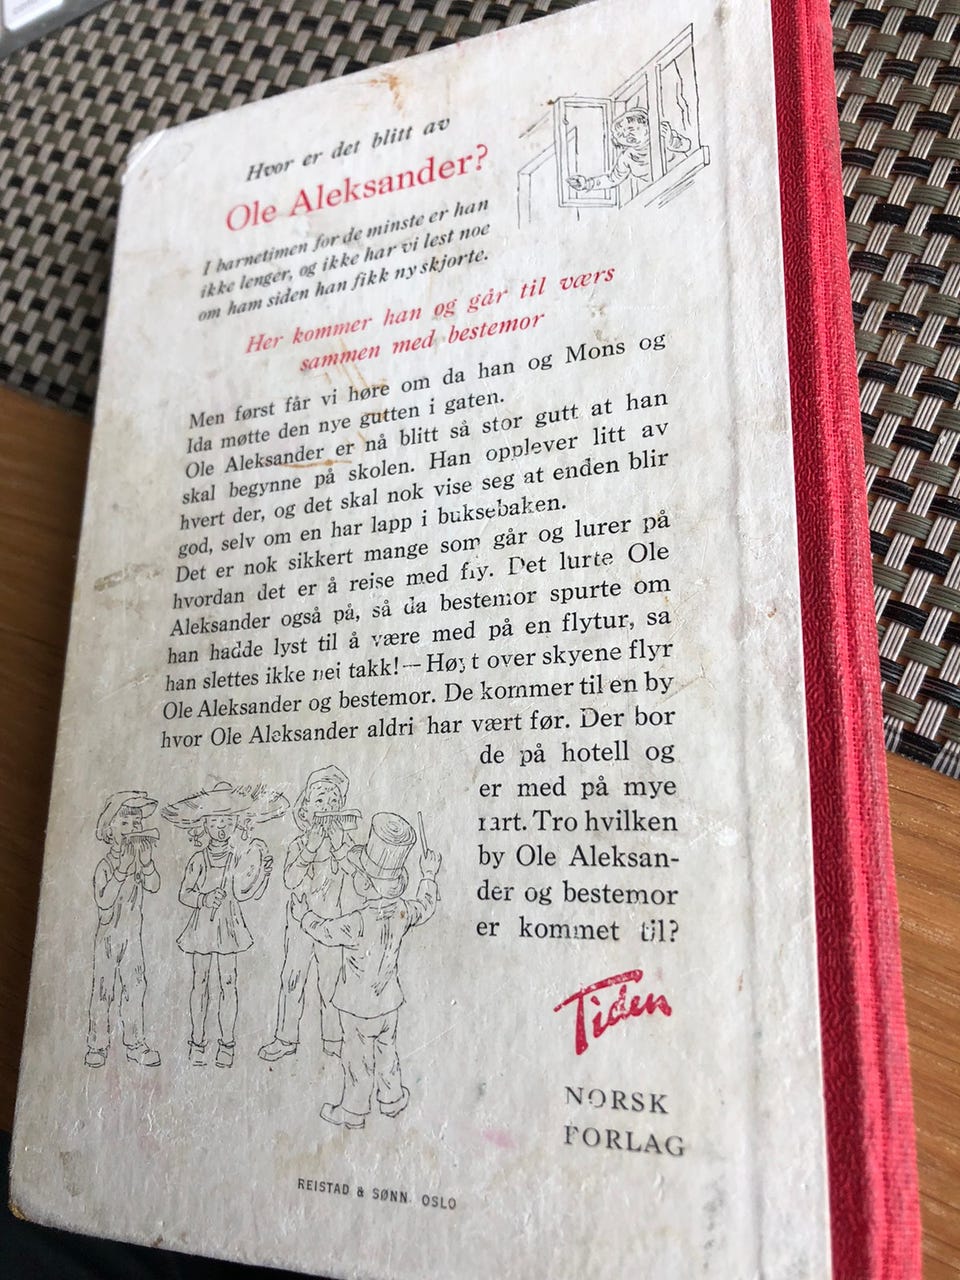 Hvor er det blitt av
Ole Aleksander?
I barnetimen for de minste er han
ikke lenger, og ikke har vi lest noe
om ham siden han fikk ny skjorte.
Her kommer han og går til værs
sammen med bestemor
Men først får vi høre om da han og Mons og
Ida møtte den nye gutten i gaten.
Ole Aleksander er nå blitt så stor gutt at han
skal begynne på skolen. Han opplever litt av
hvert der, og det skal nok vise seg at enden blir
god, selv om en har lapp i buksebaken.
Det er nok sikkert mange som går og lurer på
hvordan det er å reise med fly. Det lurte Ole
Aleksander også på, så da bestemor spurte om
han hadde lyst til å være med på en flytur, sa
han slettes ikke nei takk! — Høyt over skyene flyr
Ole Aleksander og bestemor. De kommer til en by
hvor Ole Aleksander aldri har vært før. Der bor
de på hotell og
er med på mye
rart. Tro hvilken
by Ole Aleksan-
der og bestemor
er kommet til?
Tiden
NORSK
FORLAG
REISTAD & SØNN OSLO